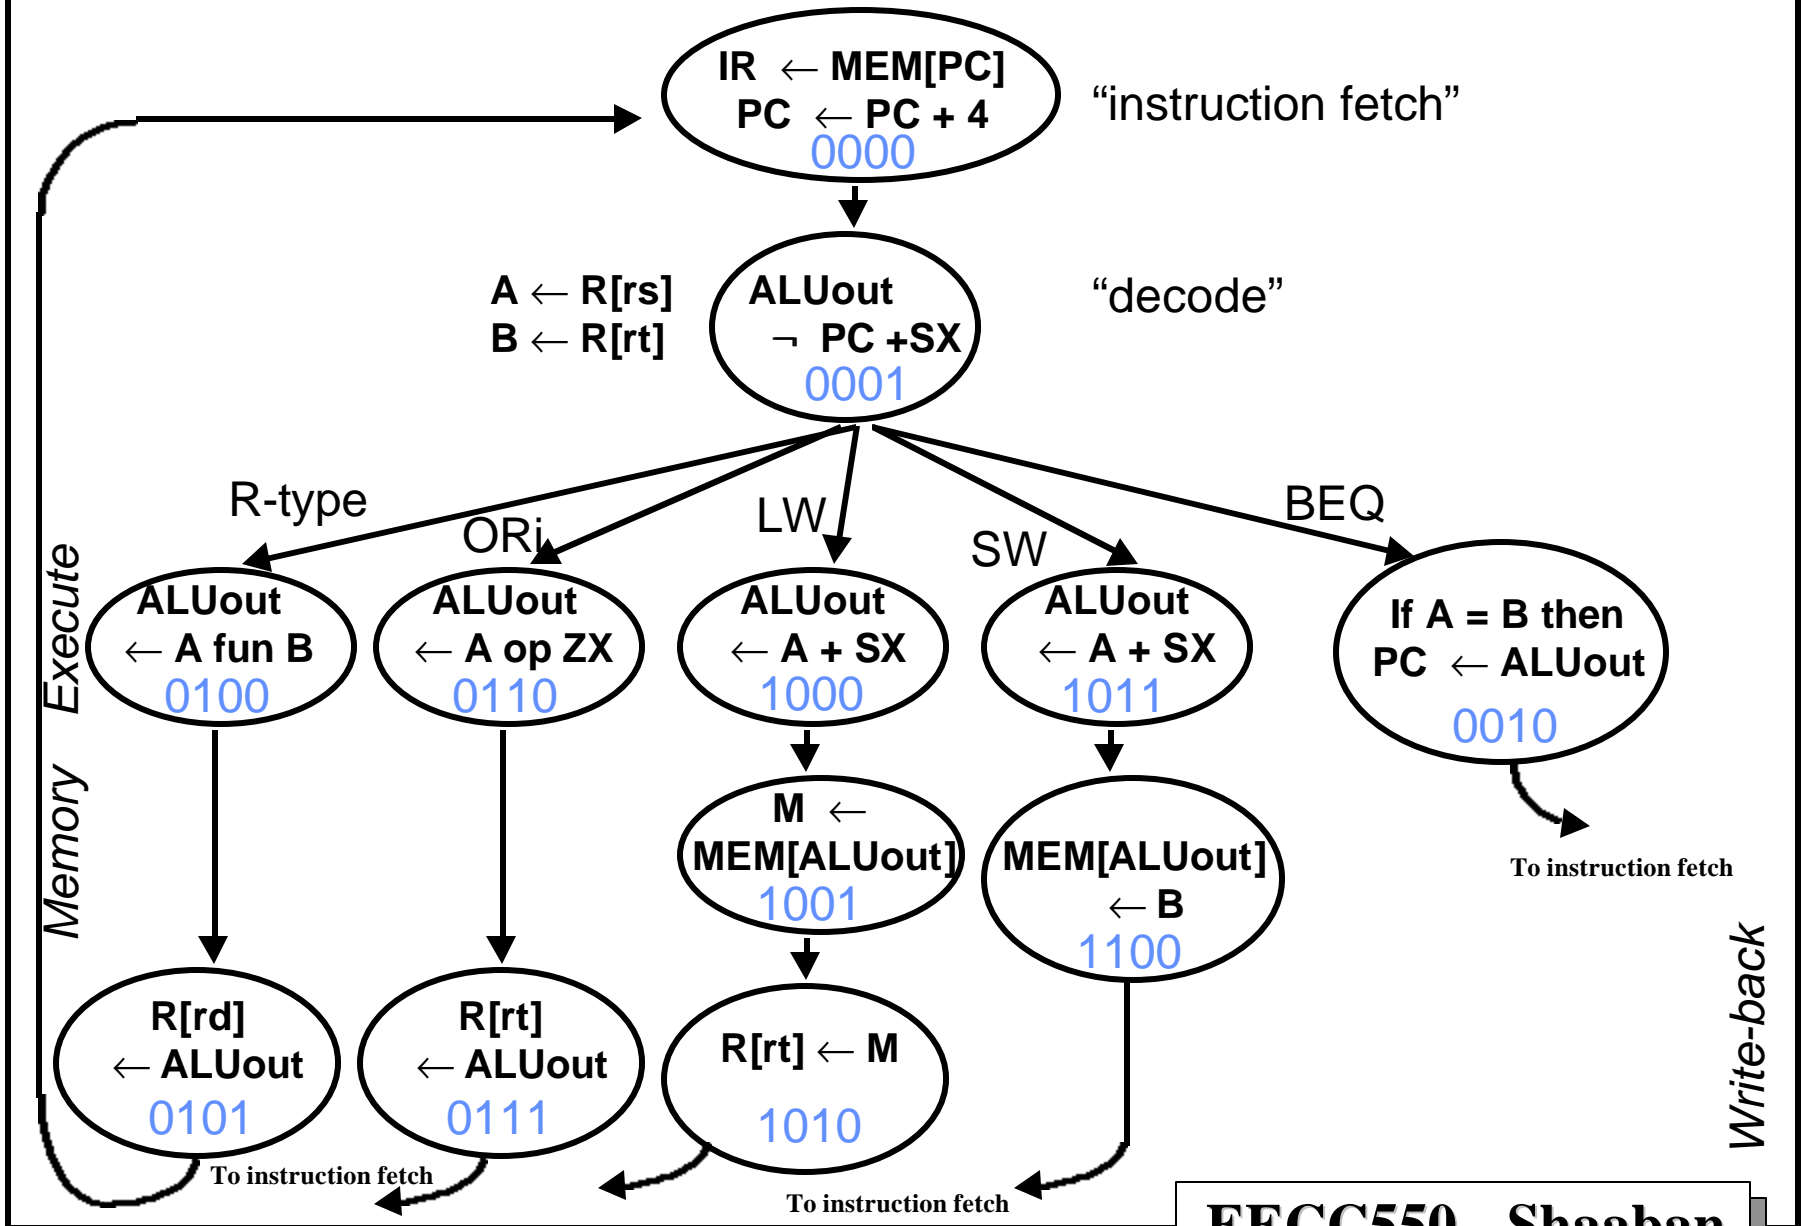 IR ← MEM[PC]
PC ← PC + 4
0000
“instruction fetch”
A ← R[rs]
B ← R[rt]
ALUout
¬ PC +SX
0001
“decode”
R-type
ORi
LW
SW
BEQ
Execute
ALUout
← A fun B
0100
ALUout
← A op ZX
0110
ALUout
← A + SX
1000
ALUout
← A + SX
1011
If A = B then
PC ← ALUout
0010
To instruction fetch
Memory
M ←
MEM[ALUout]
1001
MEM[ALUout]
← B
1100
Write-back
R[rd]
← ALUout
0101
R[rt]
← ALUout
0111
R[rt] ← M
1010
To instruction fetch
To instruction fetch
EECC550 - Shaaban